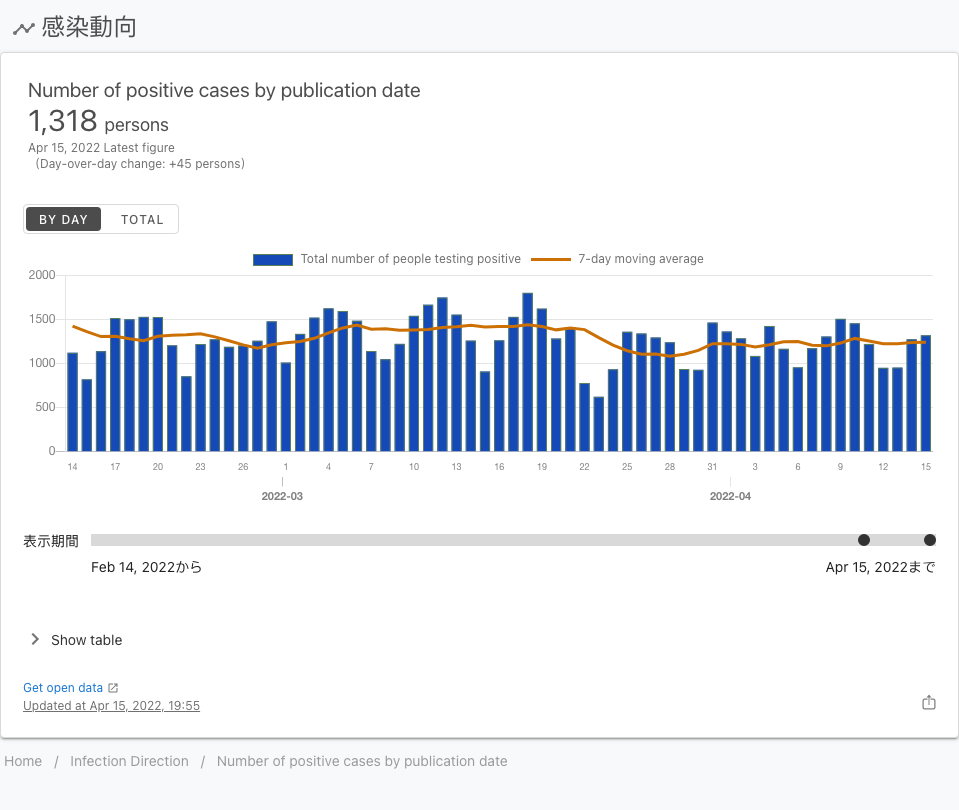 感染動向
Number of positive cases by publication date
1,318 persons
Apr 15, 2022 Latest figure
（Day-over-day change: +45 persons）
BY DAY TOTAL
Total number of people testing positive 7-day moving average
2000
1500
1000
500
0
14 17 20 23 26 1 4 7 10 13 16 19 22 25 28 31 3 6 9 12 15
2022-03 2022-04
表示期間
Feb 14, 2022から Apr 15, 2022まで
Show table
Get open data
Updated at Apr 15, 2022, 19:55
Home / Infection Direction / Number of positive cases by publication date